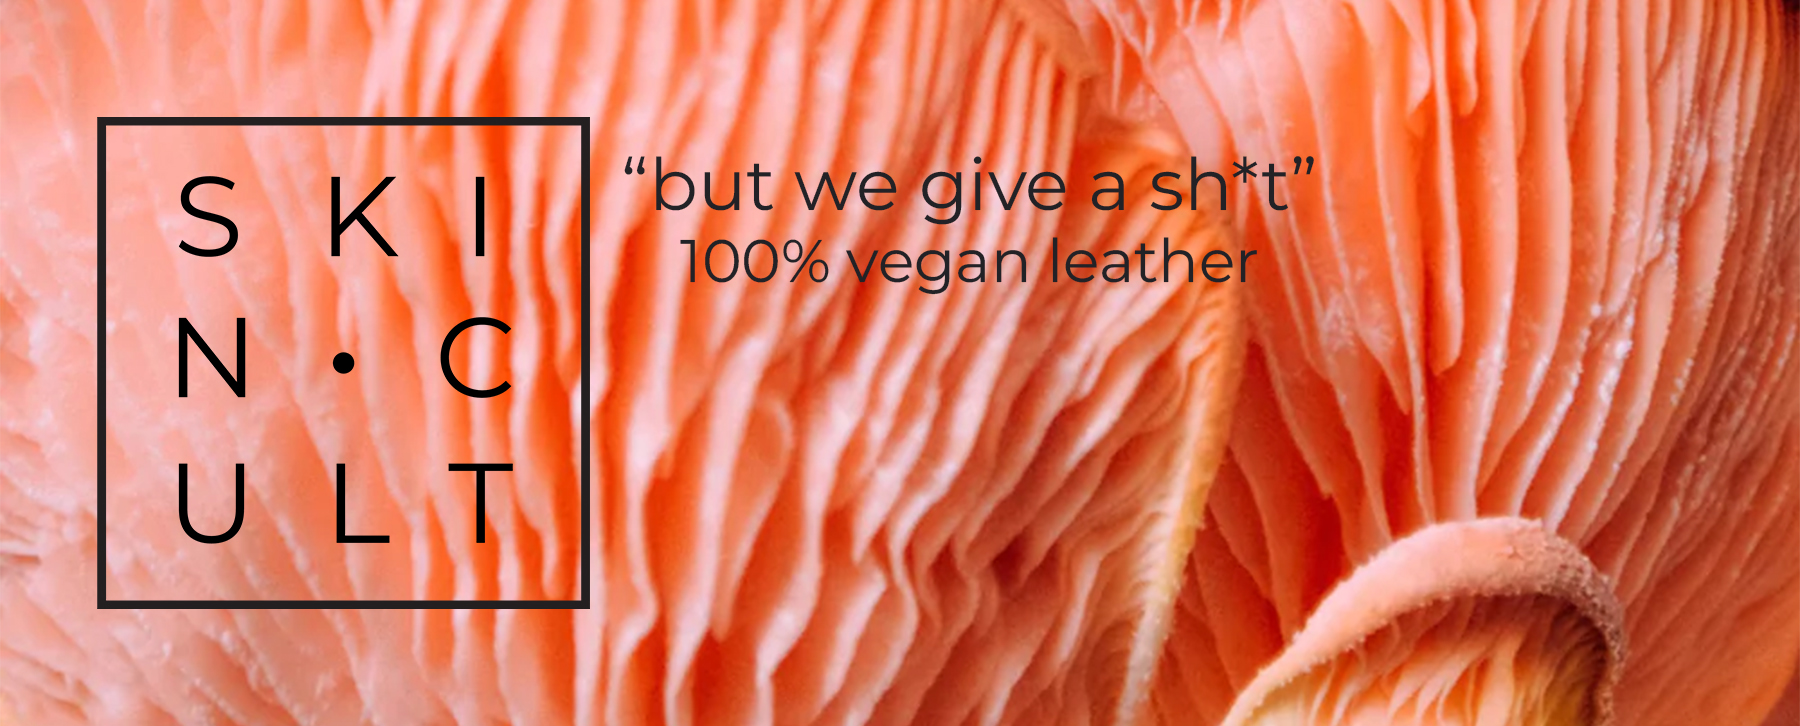 S K I
N • C
U L T
“but we give a sh*t”
100% vegan leather